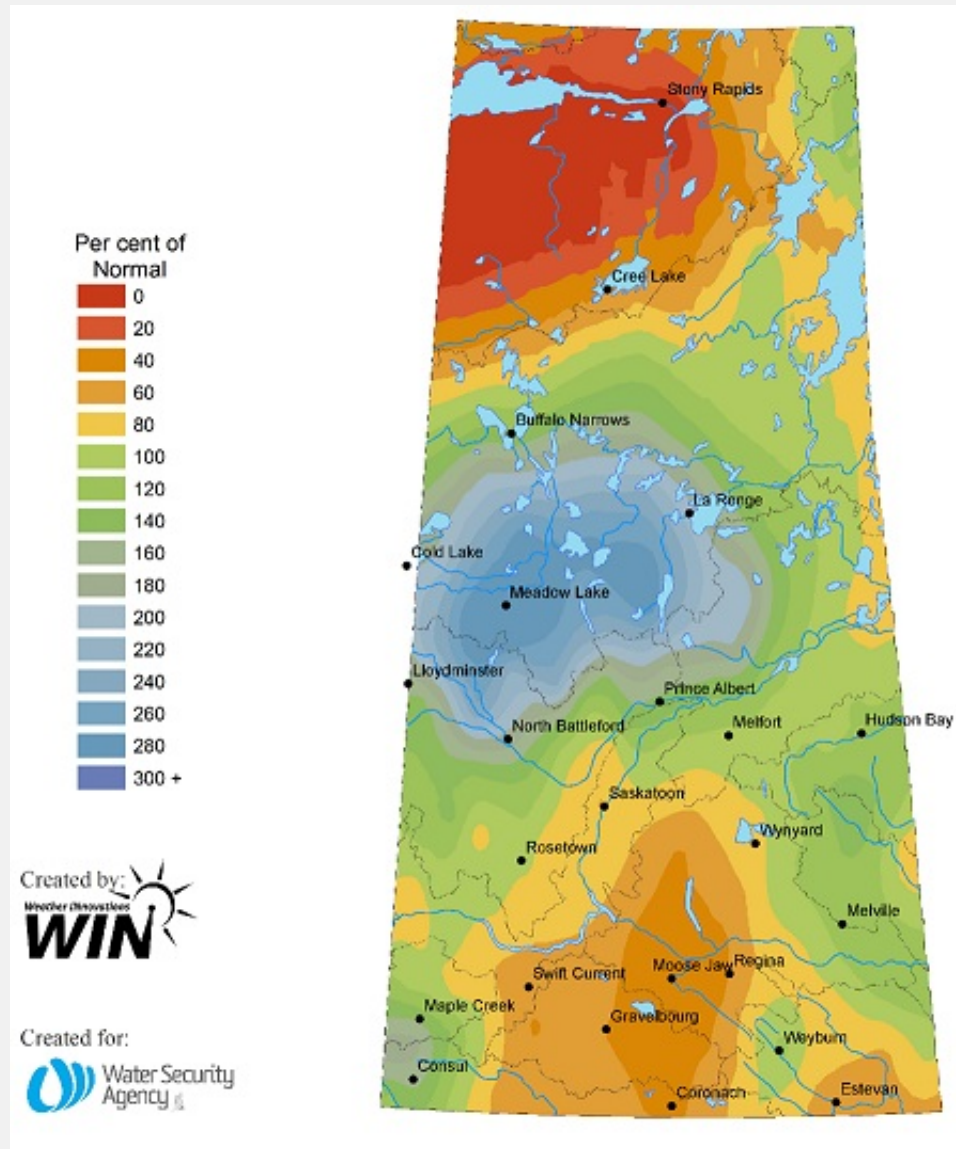 Stony Rapids
Per cent of
Normal
0
20
40
60
80
100
120
140
160
180
200
220
240
260
280
300 +
Cree Lake
Buffalo Narrows
La Ronge
Cold Lake
Meadow Lake
Lloydminster
Prince Albert
North Battleford
Melfort
Hudson Bay
Saskatoon
Wynyard
Rosetown
Melville
Swift Current
Moose Jaw
Regina
Maple Creek
Gravelbourg
Weyburn
Consul
Coronach
Estevan
Created by:
Weather INnovations
WIN
Created for:
Water Security
Agency